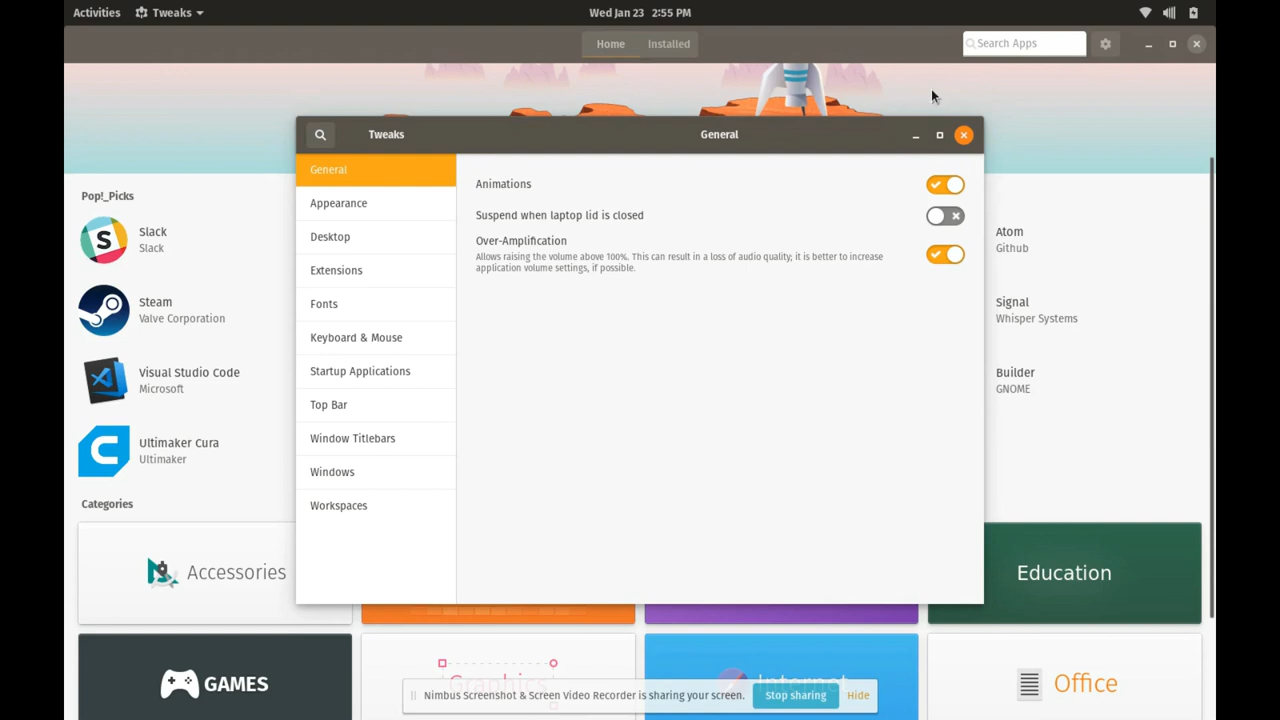 Activities
Tweaks
Wed Jan 23 2:55 PM
Home
Installed
Search Apps
Tweaks
General
General
Appearance
Desktop
Extensions
Fonts
Keyboard & Mouse
Startup Applications
Top Bar
Window Titlebars
Windows
Workspaces
Animations
Suspend when laptop lid is closed
Over-Amplification
Allows raising the volume above 100%. This can result in a loss of audio quality; it is better to increase
application volume settings, if possible.
Pop!_Picks
Slack
Slack
Steam
Valve Corporation
Visual Studio Code
Microsoft
Ultimaker Cura
Ultimaker
Atom
Github
Signal
Whisper Systems
Builder
GNOME
Categories
Accessories
Education
GAMES
Graphics
Internet
Office
Nimbus Screenshot & Screen Video Recorder is sharing your screen.
Stop sharing
Hide